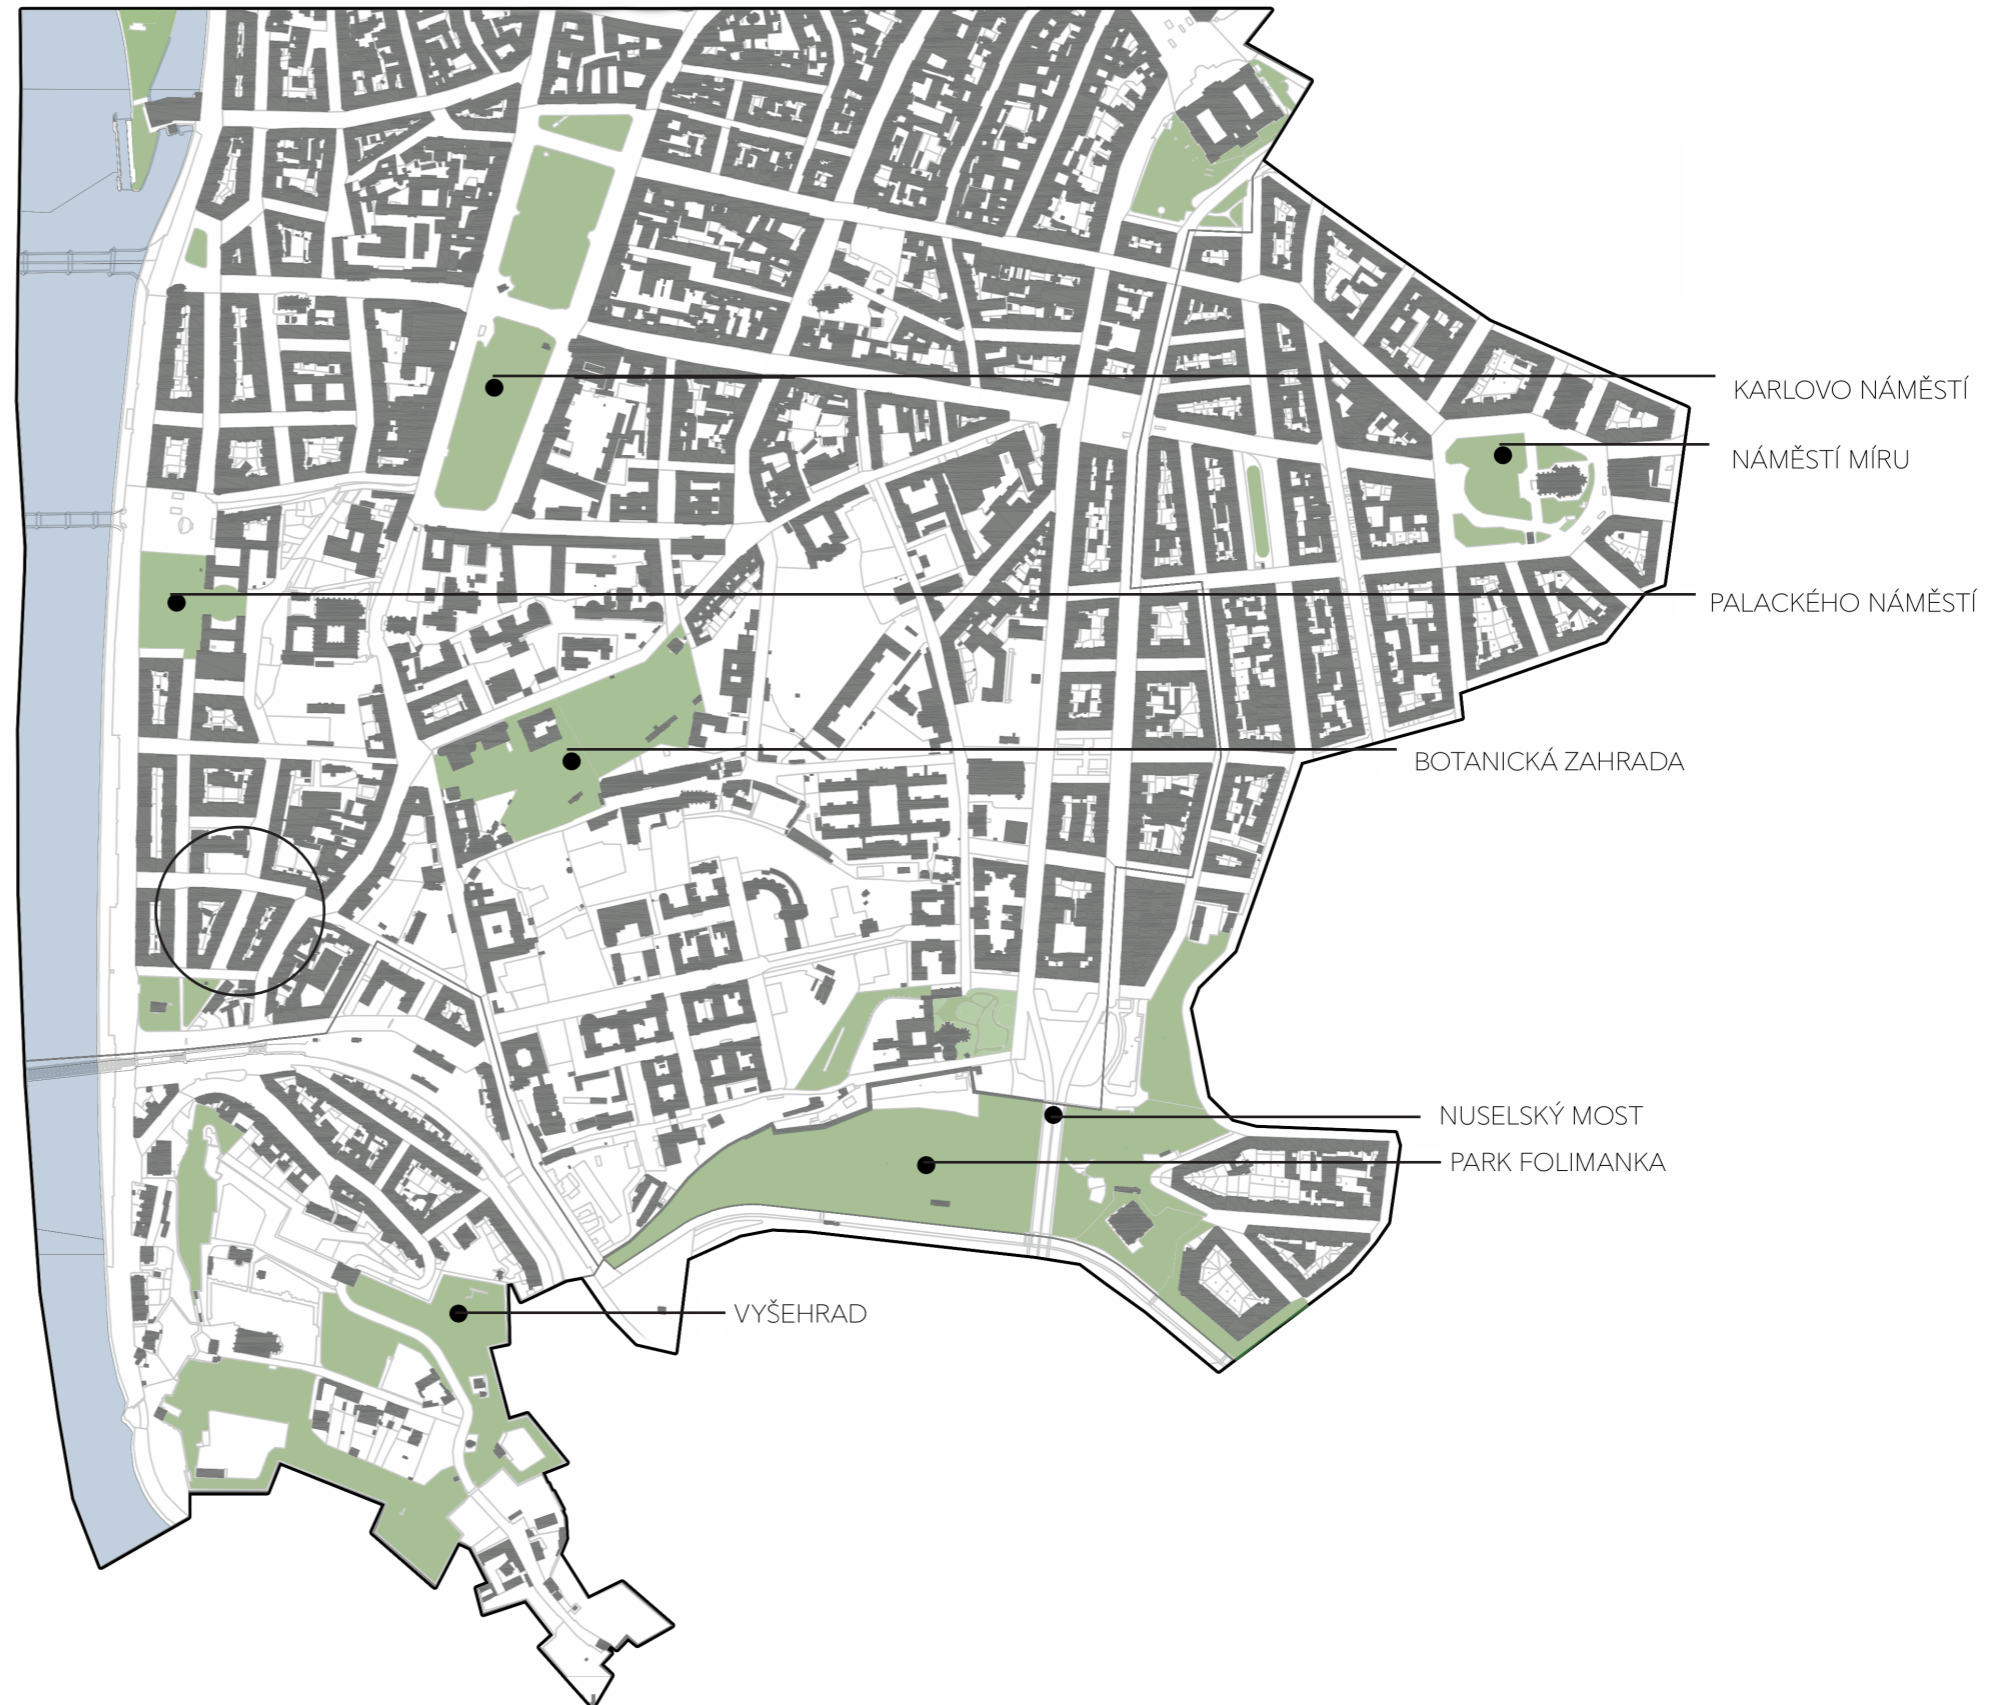 KARLOVO NÁMĚSTÍ
NÁMĚSTÍ MÍRU
PALACKÉHO NÁMĚSTÍ
BOTANICKÁ ZAHRADA
NUSELSKÝ MOST
PARK FOLIMANKA
VYŠEHRAD